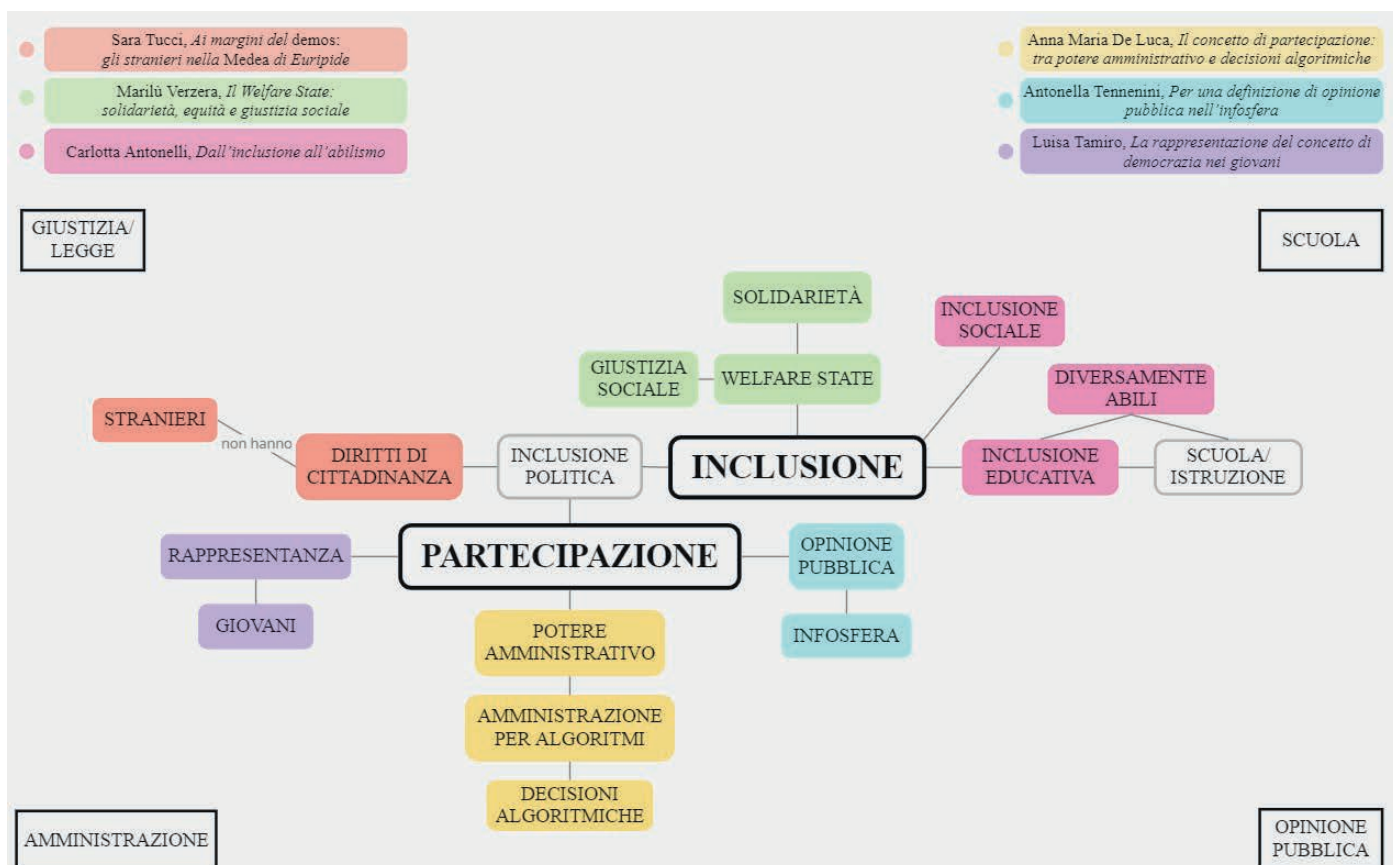 Sara Tucci, Ai margini del demos:
gli stranieri nella Medea di Euripide
Marilù Verzera, Il Welfare State:
solidarietà, equità e giustizia sociale
Carlotta Antonelli, Dall'inclusione all'abilismo
Anna Maria De Luca, Il concetto di partecipazione:
tra potere amministrativo e decisioni algoritmiche
Antonella Tennenini, Per una definizione di opinione
pubblica nell'infosfera
Luisa Tamiro, La rappresentazione del concetto di
democrazia nei giovani
GIUSTIZIA/
LEGGE
SCUOLA
SOLIDARIETÀ
INCLUSIONE
SOCIALE
GIUSTIZIA
SOCIALE
WELFARE STATE
DIVERSAMENTE
ABILI
STRANIERI
non hanno
DIRITTI DI
CITTADINANZA
INCLUSIONE
POLITICA
INCLUSIONE
INCLUSIONE
EDUCATIVA
SCUOLA/
ISTRUZIONE
RAPPRESENTANZA
PARTECIPAZIONE
OPINIONE
PUBBLICA
GIOVANI
POTERE
AMMINISTRATIVO
INFOSFERA
AMMINISTRAZIONE
PER ALGORITMI
DECISIONI
ALGORITMICHE
AMMINISTRAZIONE
OPINIONE
PUBBLICA